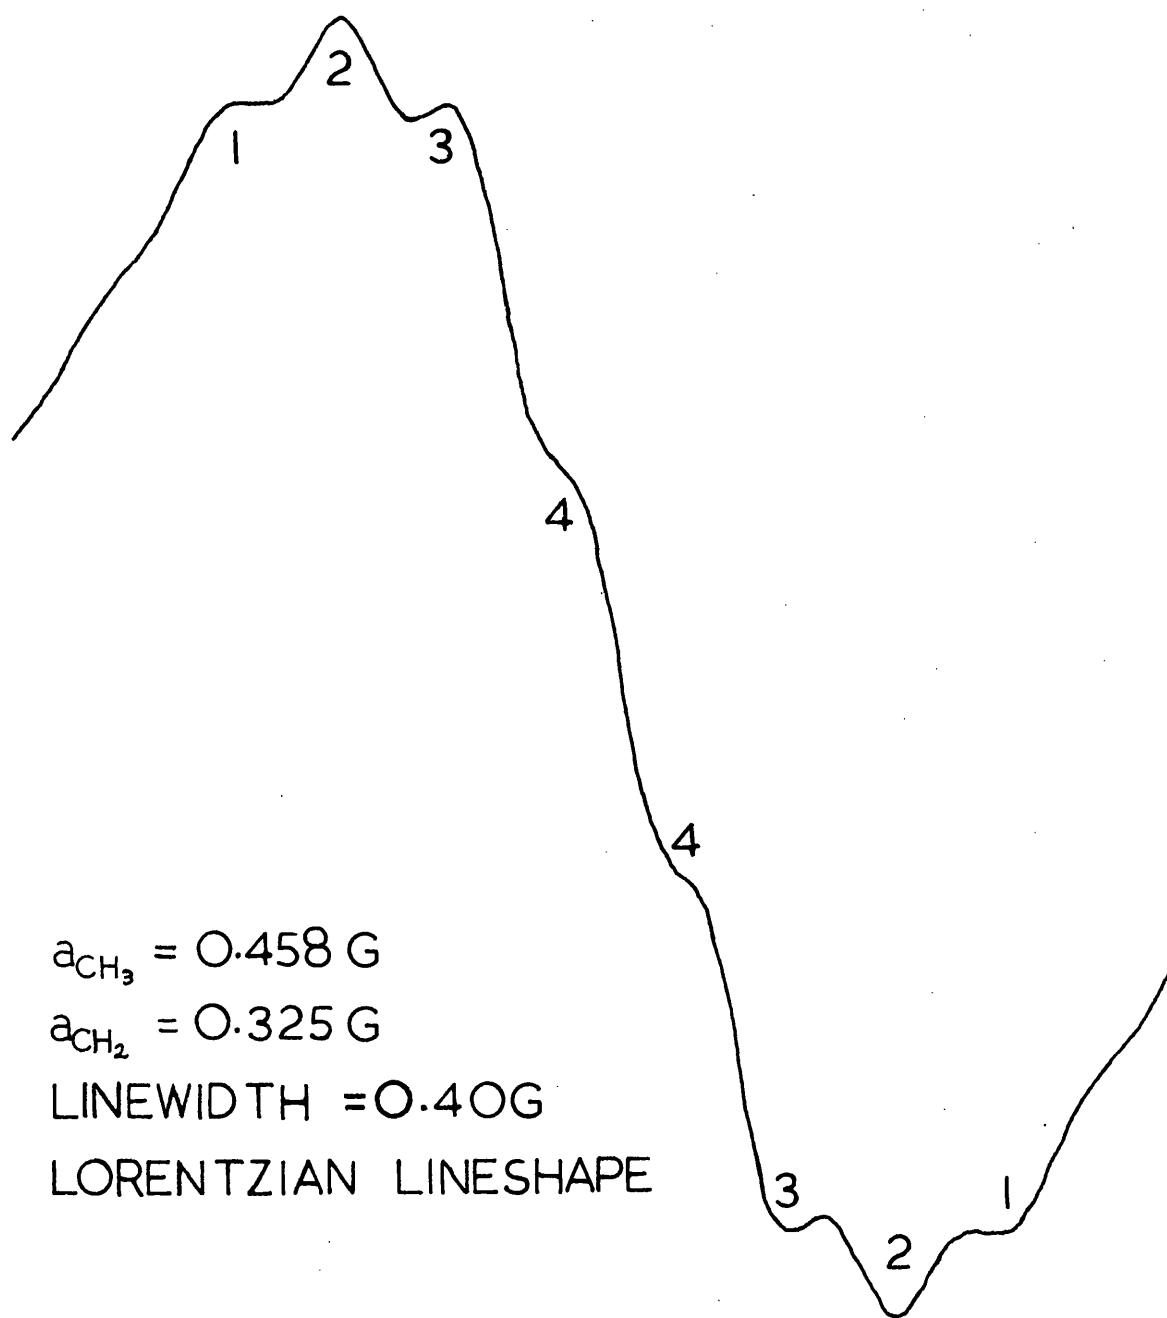 2
1
3
4
4
a_CH₃ = 0.458 G
a_CH₂ = 0.325 G
LINEWIDTH = 0.40G
LORENTZIAN LINESHAPE
3
1
2